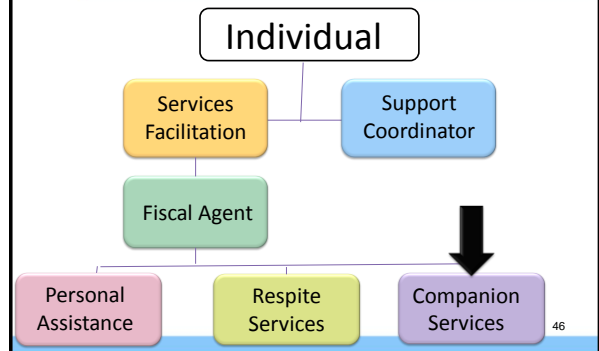 Individual
Services
Facilitation
Support
Coordinator
Fiscal Agent
Personal
Assistance
Respite
Services
Companion
Services
46